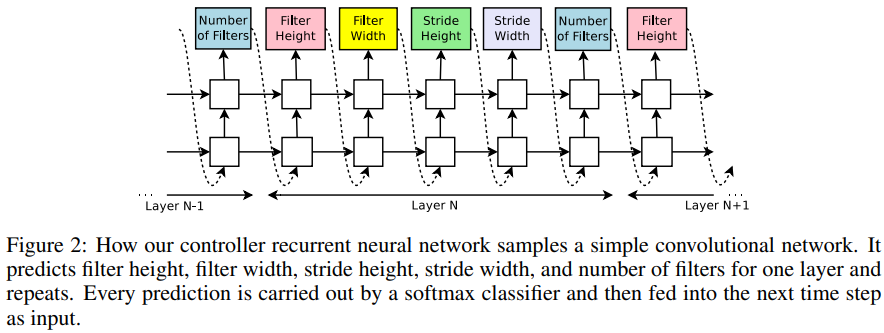 Number of Filters
Filter Height
Filter Width
Stride Height
Stride Width
Number of Filters
Filter Height
...
...
Layer N-1
Layer N
Layer N+1
Figure 2: How our controller recurrent neural network samples a simple convolutional network. It
predicts filter height, filter width, stride height, stride width, and number of filters for one layer and
repeats. Every prediction is carried out by a softmax classifier and then fed into the next time step
as input.